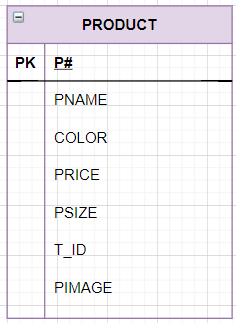 PRODUCT
PK P#
PNAME
COLOR
PRICE
PSIZE
T_ID
PIMAGE